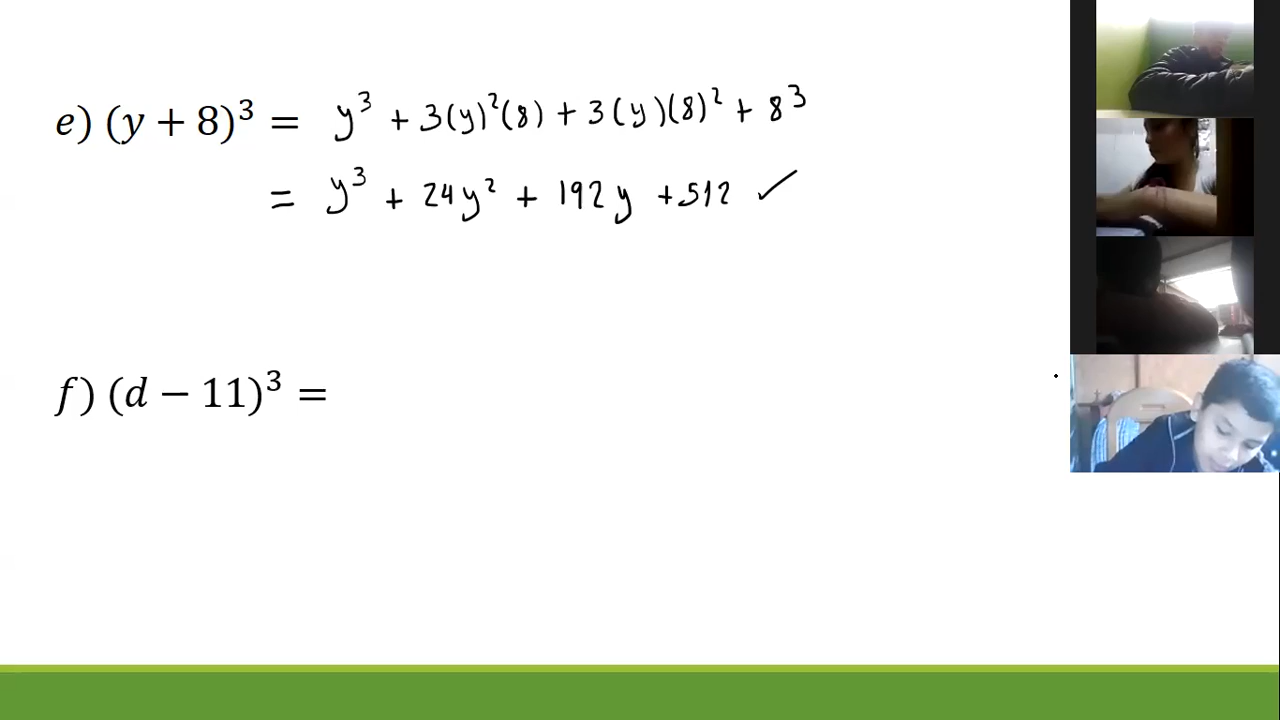 e) (y + 8)³ = y³ + 3(y)²(8) + 3(y)(8)² + 8³
= y³ + 24y² + 192y + 512 ✓
f) (d − 11)³ =